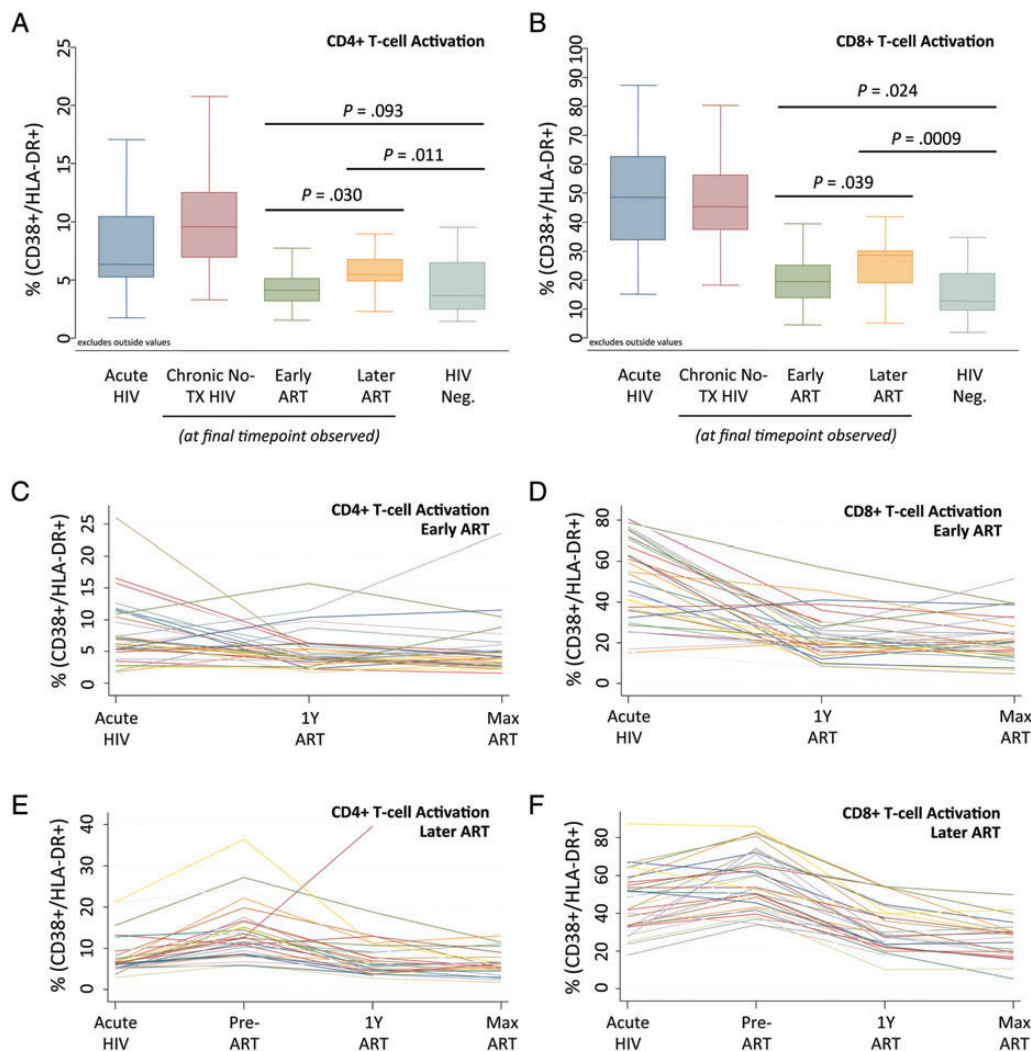 A
CD4+ T-cell Activation
% (CD38+/HLA-DR+)
25
20
15
10
5
0
P = .093
P = .011
P = .030
excludes outside values
Acute HIV
Chronic No-TX HIV
Early ART
Later ART
HIV Neg.
(at final timepoint observed)
B
CD8+ T-cell Activation
% (CD38+/HLA-DR+)
100
90
80
70
60
50
40
30
20
10
0
P = .024
P = .0009
P = .039
excludes outside values
Acute HIV
Chronic No-TX HIV
Early ART
Later ART
HIV Neg.
(at final timepoint observed)
C
CD4+ T-cell Activation
Early ART
% (CD38+/HLA-DR+)
25
20
15
10
5
0
Acute HIV
1Y ART
Max ART
D
CD8+ T-cell Activation
Early ART
% (CD38+/HLA-DR+)
80
60
40
20
0
Acute HIV
1Y ART
Max ART
E
CD4+ T-cell Activation
Later ART
% (CD38+/HLA-DR+)
40
30
20
10
0
Acute HIV
Pre-ART
1Y ART
Max ART
F
CD8+ T-cell Activation
Later ART
% (CD38+/HLA-DR+)
80
60
40
20
0
Acute HIV
Pre-ART
1Y ART
Max ART